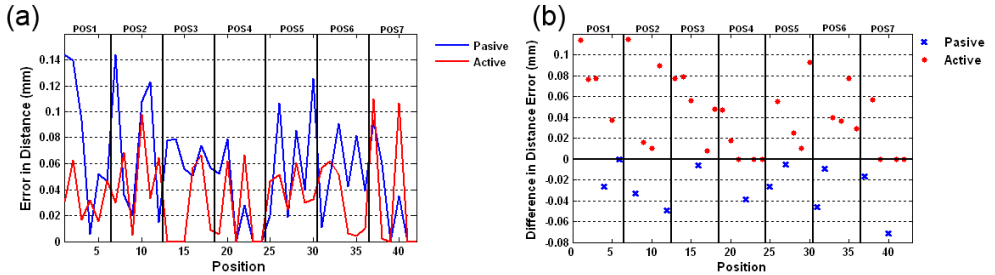 (a)
POS1 POS2 POS3 POS4 POS5 POS6 POS7
Error in Distance (mm)
0.14
0.12
0.1
0.08
0.06
0.04
0.02
0
5 10 15 20 25 30 35 40
Position
Pasive
Active
(b)
POS1 POS2 POS3 POS4 POS5 POS6 POS7
Difference in Distance Error (mm)
0.1
0.08
0.06
0.04
0.02
0
-0.02
-0.04
-0.06
-0.08
0 5 10 15 20 25 30 35 40
Position
Pasive
Active